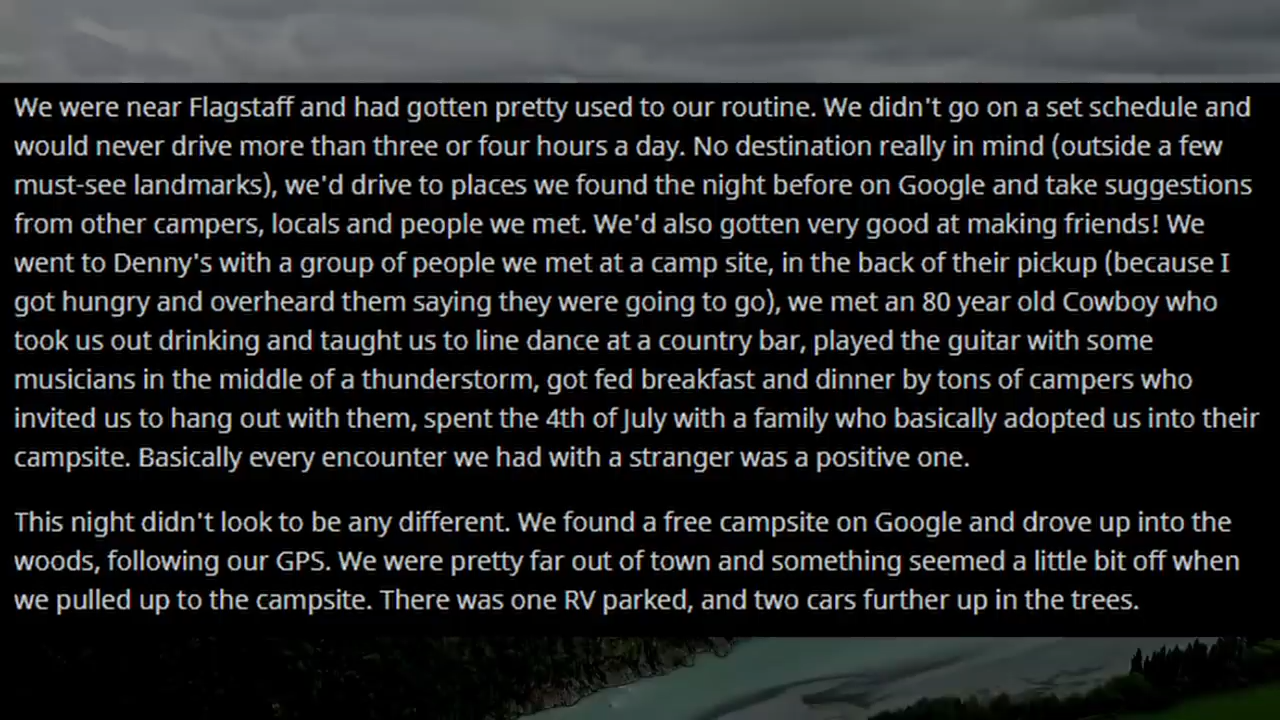 We were near Flagstaff and had gotten pretty used to our routine. We didn't go on a set schedule and
would never drive more than three or four hours a day. No destination really in mind (outside a few
must-see landmarks), we'd drive to places we found the night before on Google and take suggestions
from other campers, locals and people we met. We'd also gotten very good at making friends! We
went to Denny's with a group of people we met at a camp site, in the back of their pickup (because I
got hungry and overheard them saying they were going to go), we met an 80 year old Cowboy who
took us out drinking and taught us to line dance at a country bar, played the guitar with some
musicians in the middle of a thunderstorm, got fed breakfast and dinner by tons of campers who
invited us to hang out with them, spent the 4th of July with a family who basically adopted us into their
campsite. Basically every encounter we had with a stranger was a positive one.
This night didn't look to be any different. We found a free campsite on Google and drove up into the
woods, following our GPS. We were pretty far out of town and something seemed a little bit off when
we pulled up to the campsite. There was one RV parked, and two cars further up in the trees.